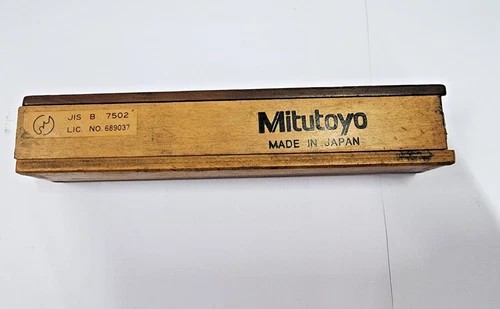 JIS B 7502
LIC. NO. 689037
Mitutoyo
MADE IN JAPAN